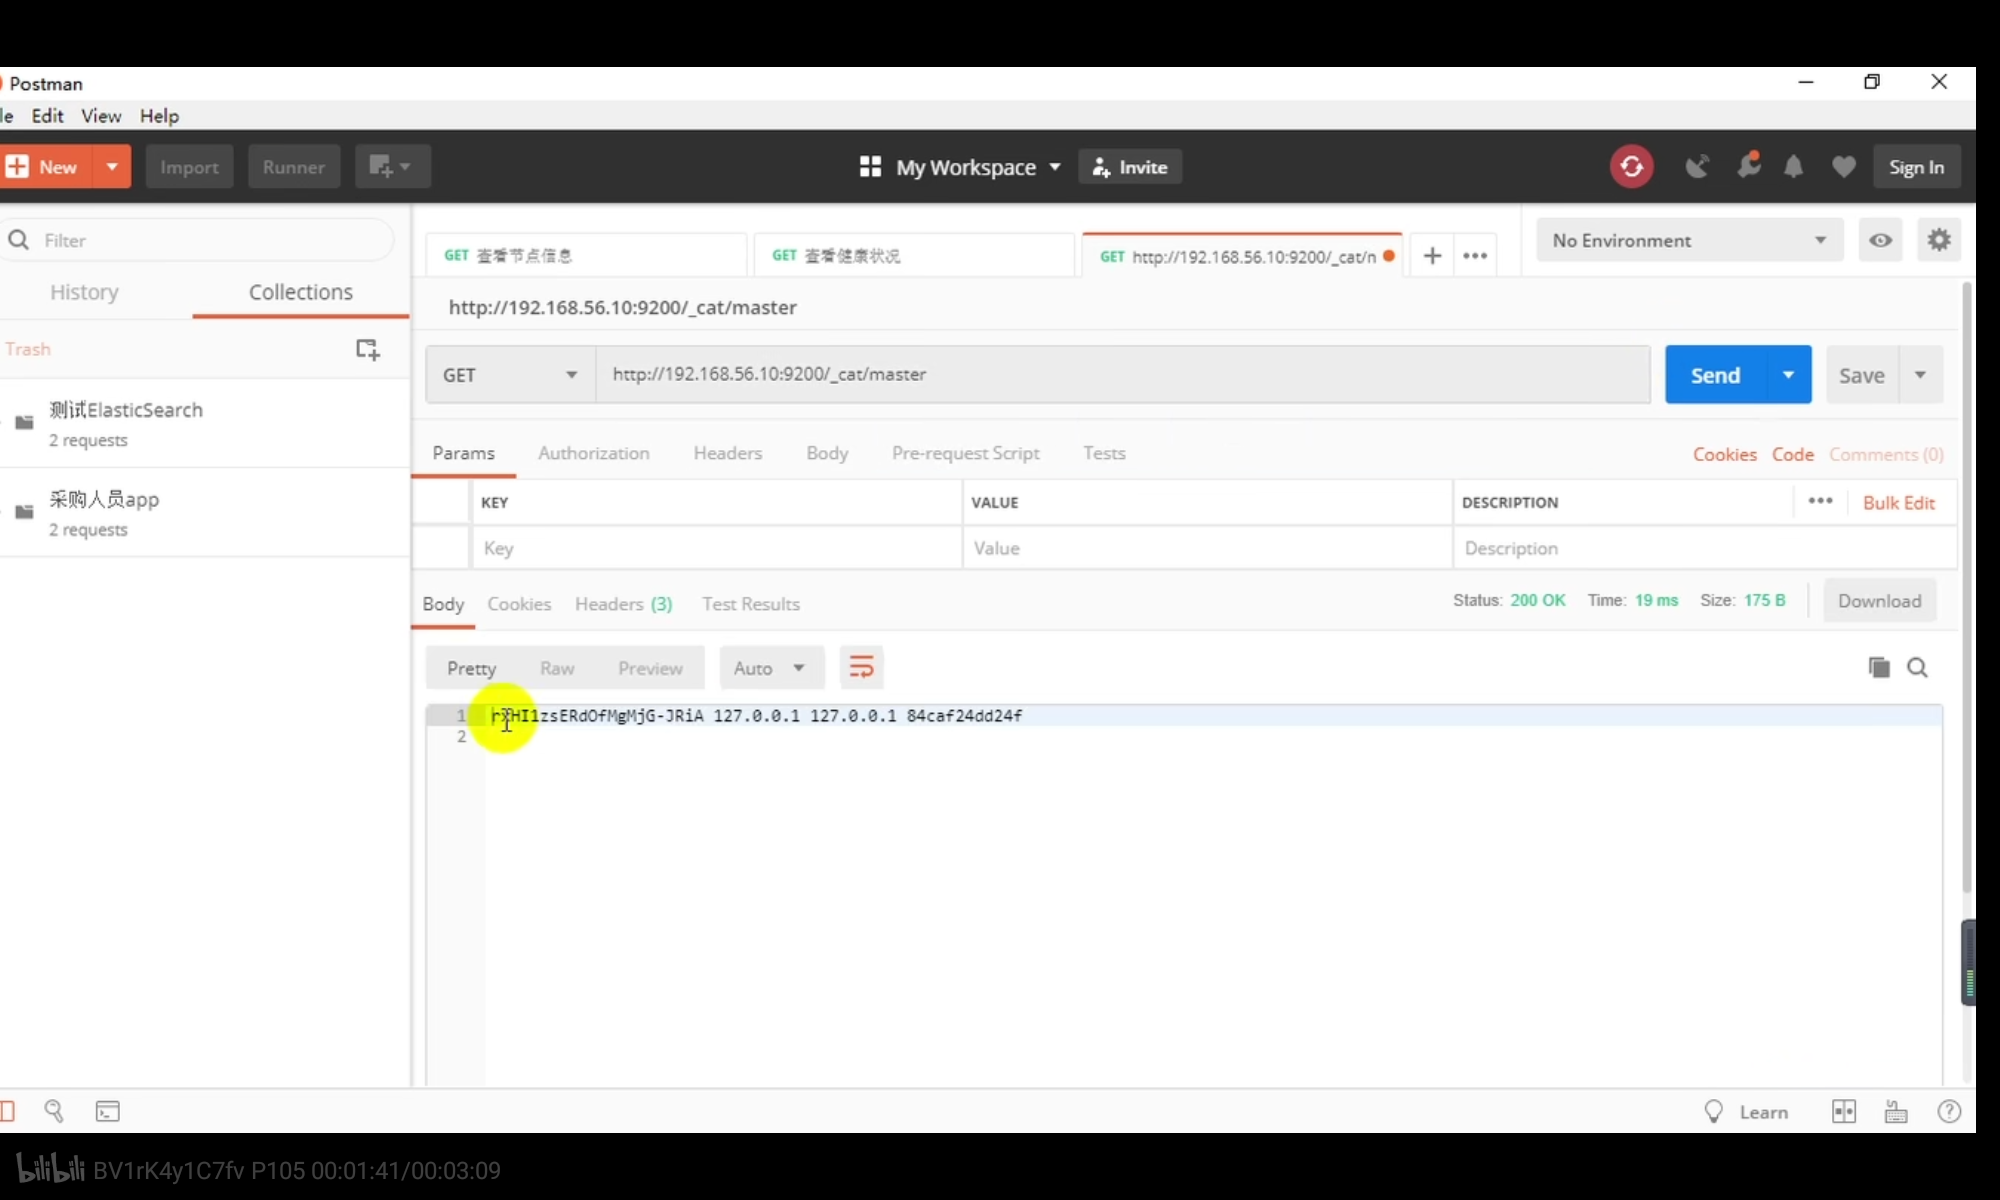 Postman
le Edit View Help
New Import Runner My Workspace Invite Sign In
Filter
History Collections
Trash
测试ElasticSearch
2 requests
采购人员app
2 requests
GET 查看节点信息 GET 查看健康状况 GET http://192.168.56.10:9200/_cat/n No Environment
http://192.168.56.10:9200/_cat/master
GET http://192.168.56.10:9200/_cat/master Send Save
Params Authorization Headers Body Pre-request Script Tests Cookies Code Comments (0)
KEY VALUE DESCRIPTION Bulk Edit
Key Value Description
Body Cookies Headers (3) Test Results Status: 200 OK Time: 19 ms Size: 175 B Download
Pretty Raw Preview Auto
1 127.0.0.1 127.0.0.1 84caf24dd24f
2
Learn
bilibili BV1rK4y1C7fv P105 00:01:41/00:03:09